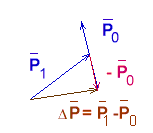 P̅₀
P̅₁
- P̅₀
ΔP̅ = P̅₁-P̅₀